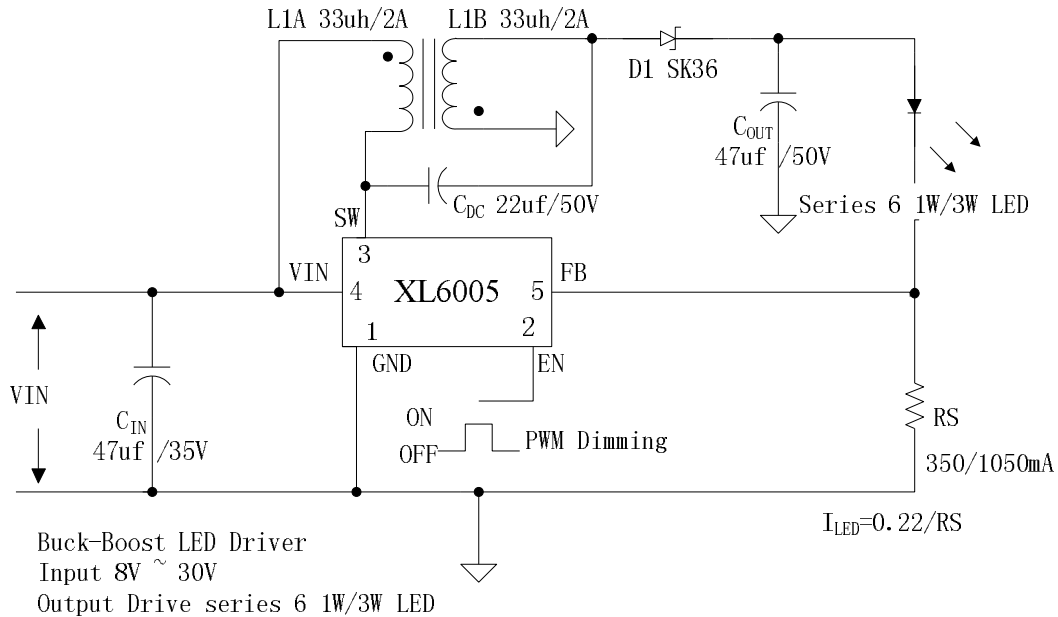 L1A 33uh/2A
L1B 33uh/2A
D1 SK36
COUT
47uf /50V
CDC 22uf/50V
Series 6 1W/3W LED
SW
3
VIN
4
XL6005
5
FB
1
2
GND
EN
VIN
CIN
47uf /35V
ON
OFF
PWM Dimming
RS
350/1050mA
ILED=0.22/RS
Buck-Boost LED Driver
Input 8V ~ 30V
Output Drive series 6 1W/3W LED